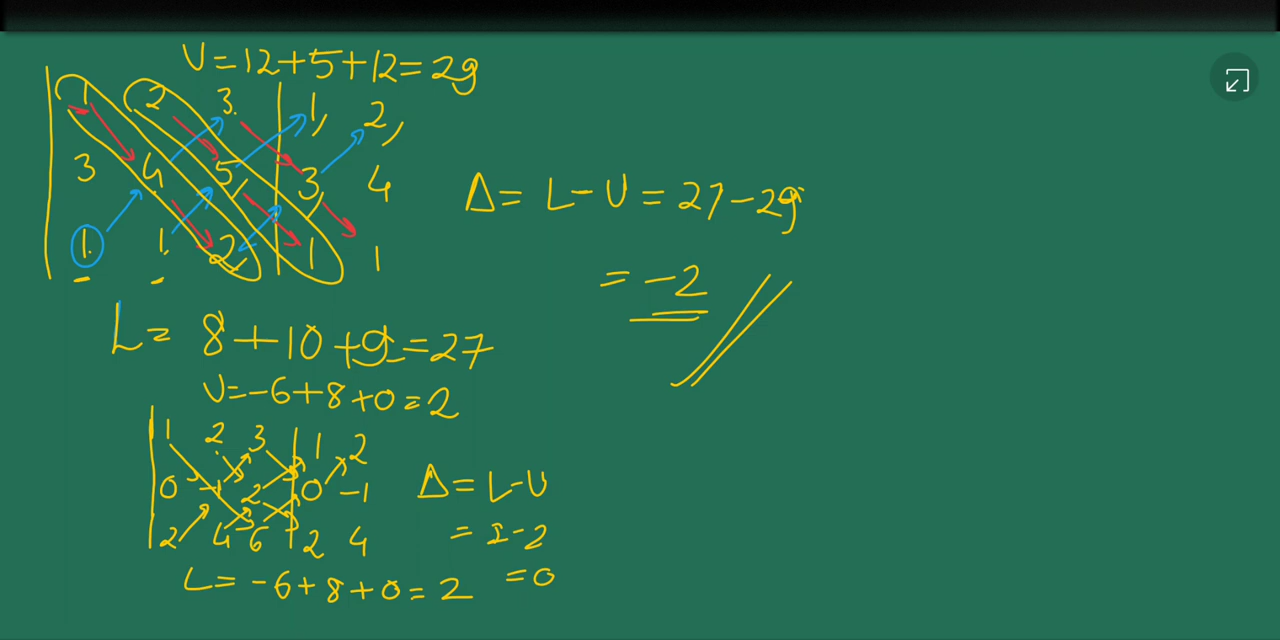 U=12+5+12=29
1 2 3 1, 2,
3 4 5 3, 4
1. 1. 2 1 1
Δ= L-U = 27-29
= -2
L= 8+10+9=27
U=-6+8+0=2
1 2 3 1 2
0 -1 2 0 -1
2 4 6 2 4
Δ= L-U
= 2-2
=0
L= -6+8+0=2